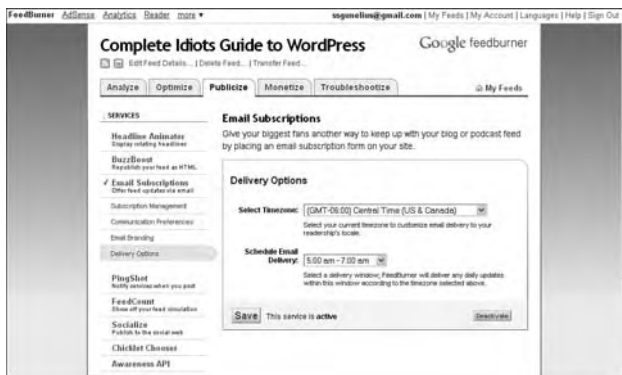 FeedBurner AdSense Analytics Reader more ▼
ssgunelius@gmail.com | My Feeds | My Account | Languages | Help | Sign Out
Complete Idiots Guide to WordPress
Google feedburner
Edit Feed Details... | Delete Feed... | Transfer Feed...
Analyze Optimize Publicize Monetize Troubleshootize
My Feeds
SERVICES
Headline Animator
Display rotating headlines
BuzzBoost
Republish your feed as HTML
✓ Email Subscriptions
Offer feed updates via email
Subscription Management
Communication Preferences
Email Branding
Delivery Options
PingShot
Notify services when you post
FeedCount
Show off your feed circulation
Socialize
Publish to the social web
Chicklet Chooser
Awareness API
Email Subscriptions
Give your biggest fans another way to keep up with your blog or podcast feed
by placing an email subscription form on your site.
Delivery Options
Select Timezone: (GMT-06:00) Central Time (US & Canada)
Select your current timezone to customize email delivery to your
readership's locale.
Schedule Email
Delivery: 5:00 am - 7:00 am
Select a delivery window; FeedBurner will deliver any daily updates
within this window according to the timezone selected above.
Save This service is active
Deactivate